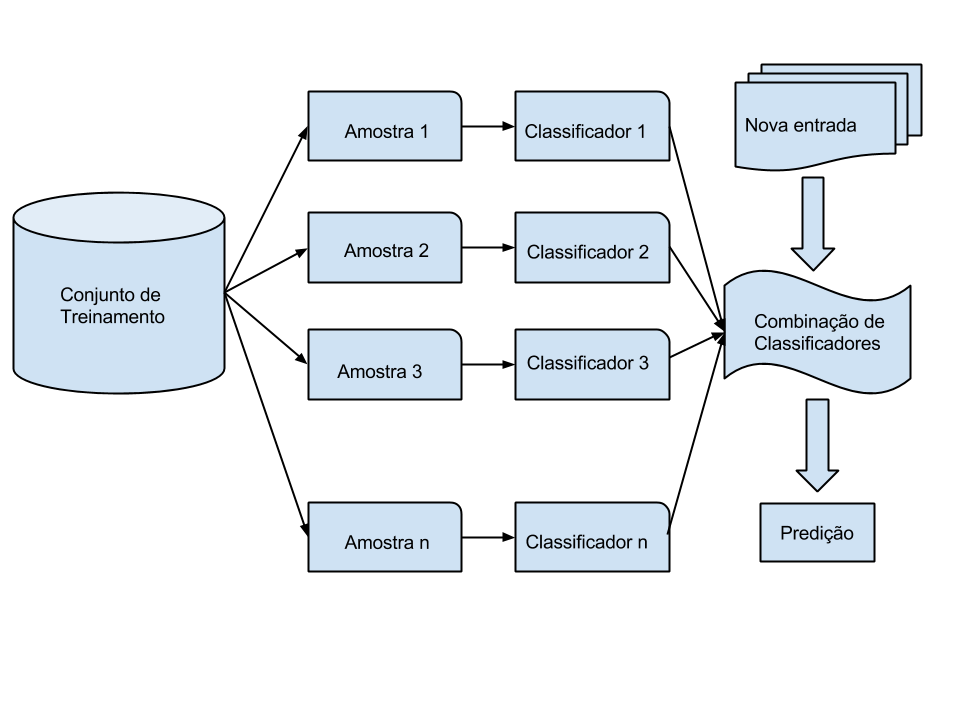 Conjunto de
Treinamento
Amostra 1
Classificador 1
Amostra 2
Classificador 2
Amostra 3
Classificador 3
Amostra n
Classificador n
Nova entrada
Combinação de
Classificadores
Predição